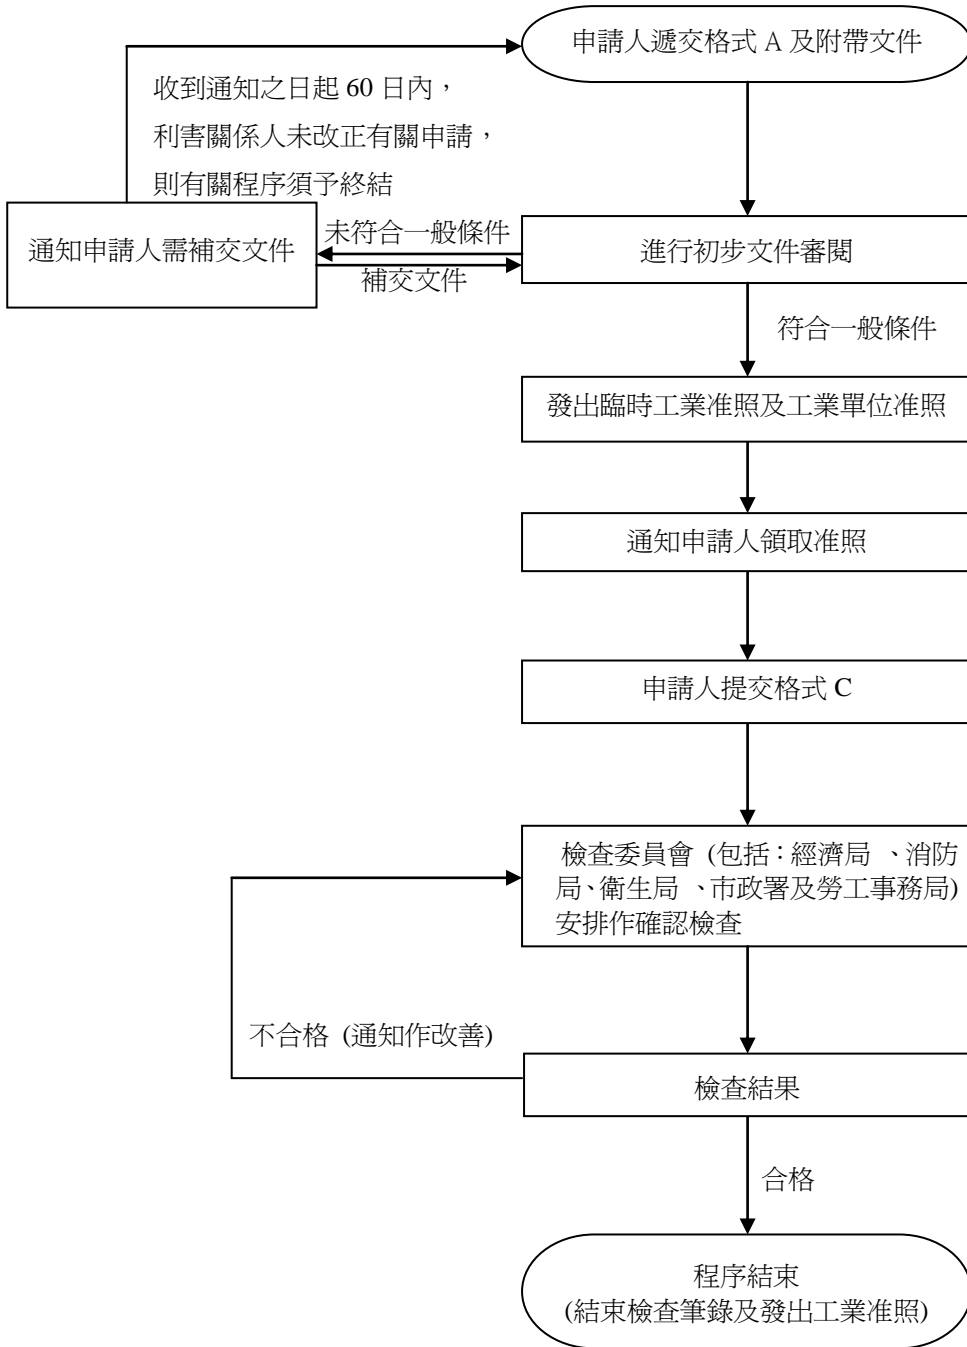 申請人遞交格式 A 及附帶文件
收到通知之日起 60 日內，
利害關係人未改正有關申請，
則有關程序須予終結
通知申請人需補交文件
未符合一般條件
補交文件
進行初步文件審閱
符合一般條件
發出臨時工業准照及工業單位准照
通知申請人領取准照
申請人提交格式 C
檢查委員會 (包括：經濟局 、消防
局、衛生局 、市政署及勞工事務局)
安排作確認檢查
不合格 (通知作改善)
檢查結果
合格
程序結束
(結束檢查筆錄及發出工業准照)